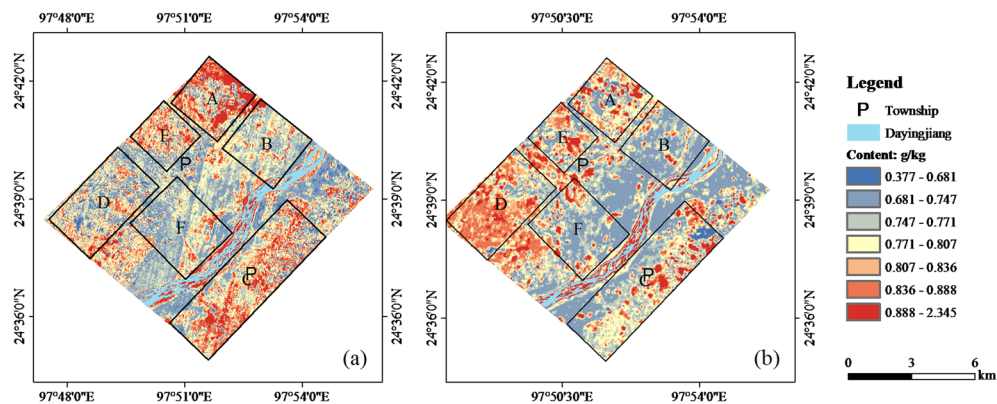 97°48'0"E 97°51'0"E 97°54'0"E
97°50'30"E 97°54'0"E
24°42'0"N
24°39'0"N
24°36'0"N
24°42'0"N
24°39'0"N
24°36'0"N
24°42'0"N
24°39'0"N
24°36'0"N
A
E
B
P
D
F
P
C
(a)
A
E
B
P
D
F
P
C
(b)
97°48'0"E 97°51'0"E 97°54'0"E
97°50'30"E 97°54'0"E
Legend
P Township
Dayingjiang
Content: g/kg
0.377 - 0.681
0.681 - 0.747
0.747 - 0.771
0.771 - 0.807
0.807 - 0.836
0.836 - 0.888
0.888 - 2.345
0 3 6
km